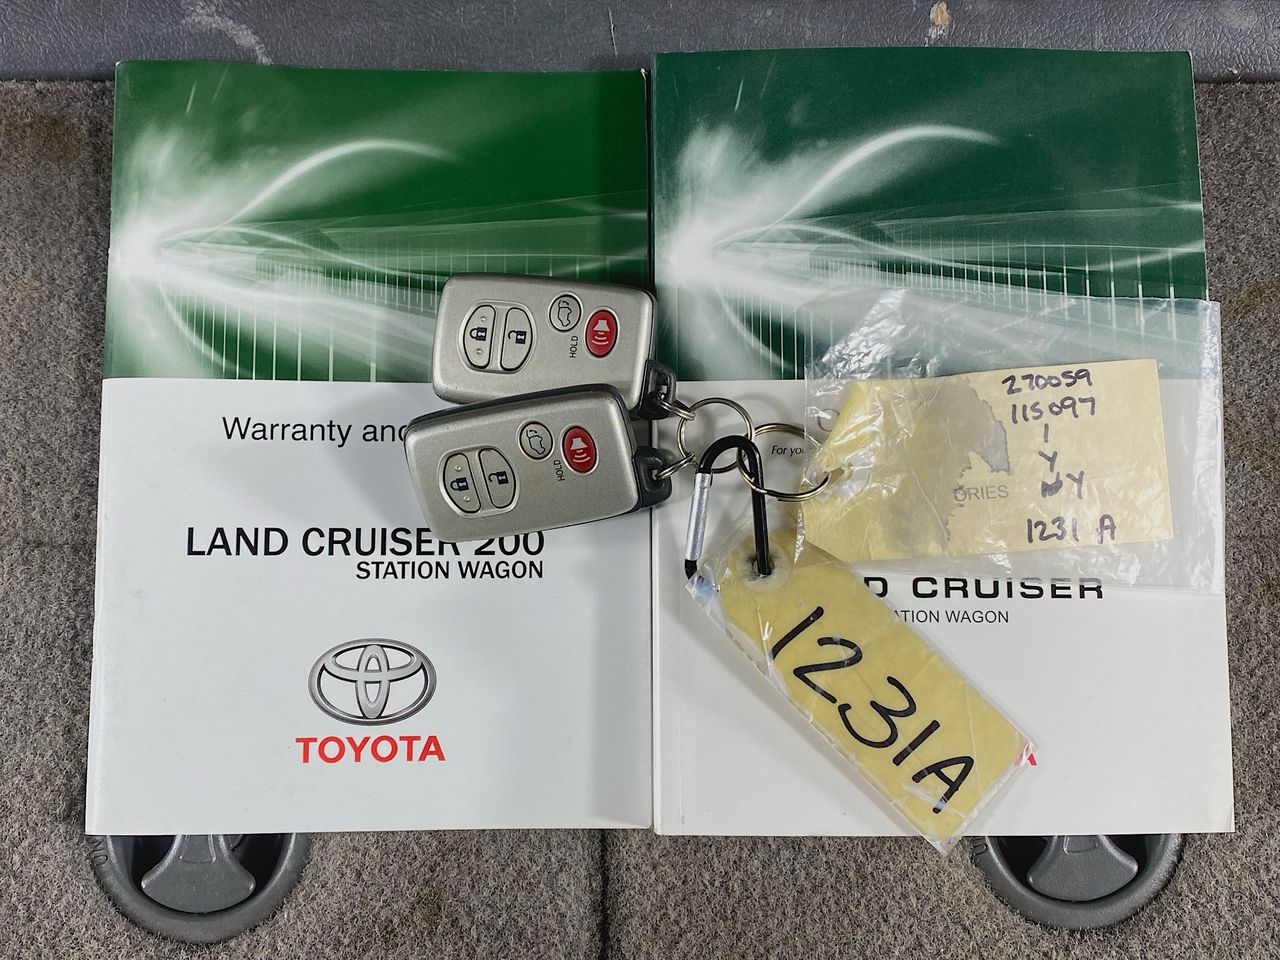 Warranty and
LAND CRUISER 200
STATION WAGON
TOYOTA
HOLD
HOLD
For you
ORIES
D CRUISER
ATION WAGON
A
270059
115097
1
Y
Y
1231 A
1231A